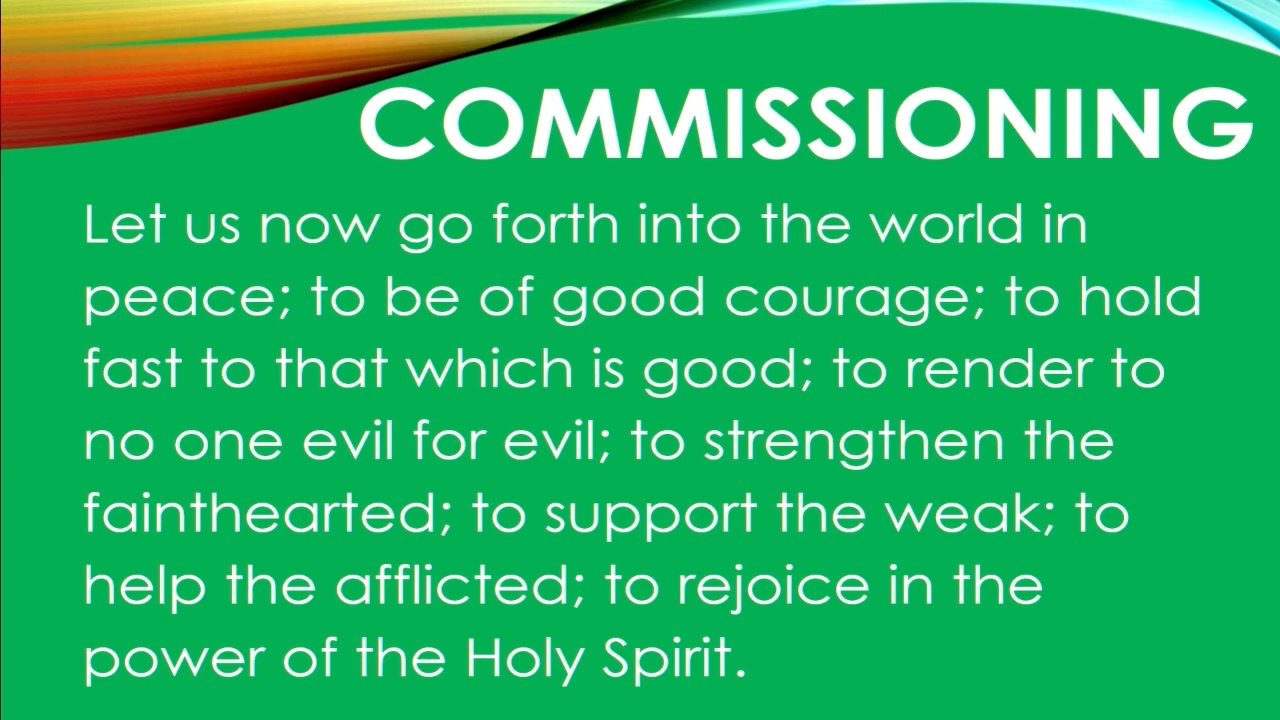 COMMISSIONING
Let us now go forth into the world in
peace; to be of good courage; to hold
fast to that which is good; to render to
no one evil for evil; to strengthen the
fainthearted; to support the weak; to
help the afflicted; to rejoice in the
power of the Holy Spirit.